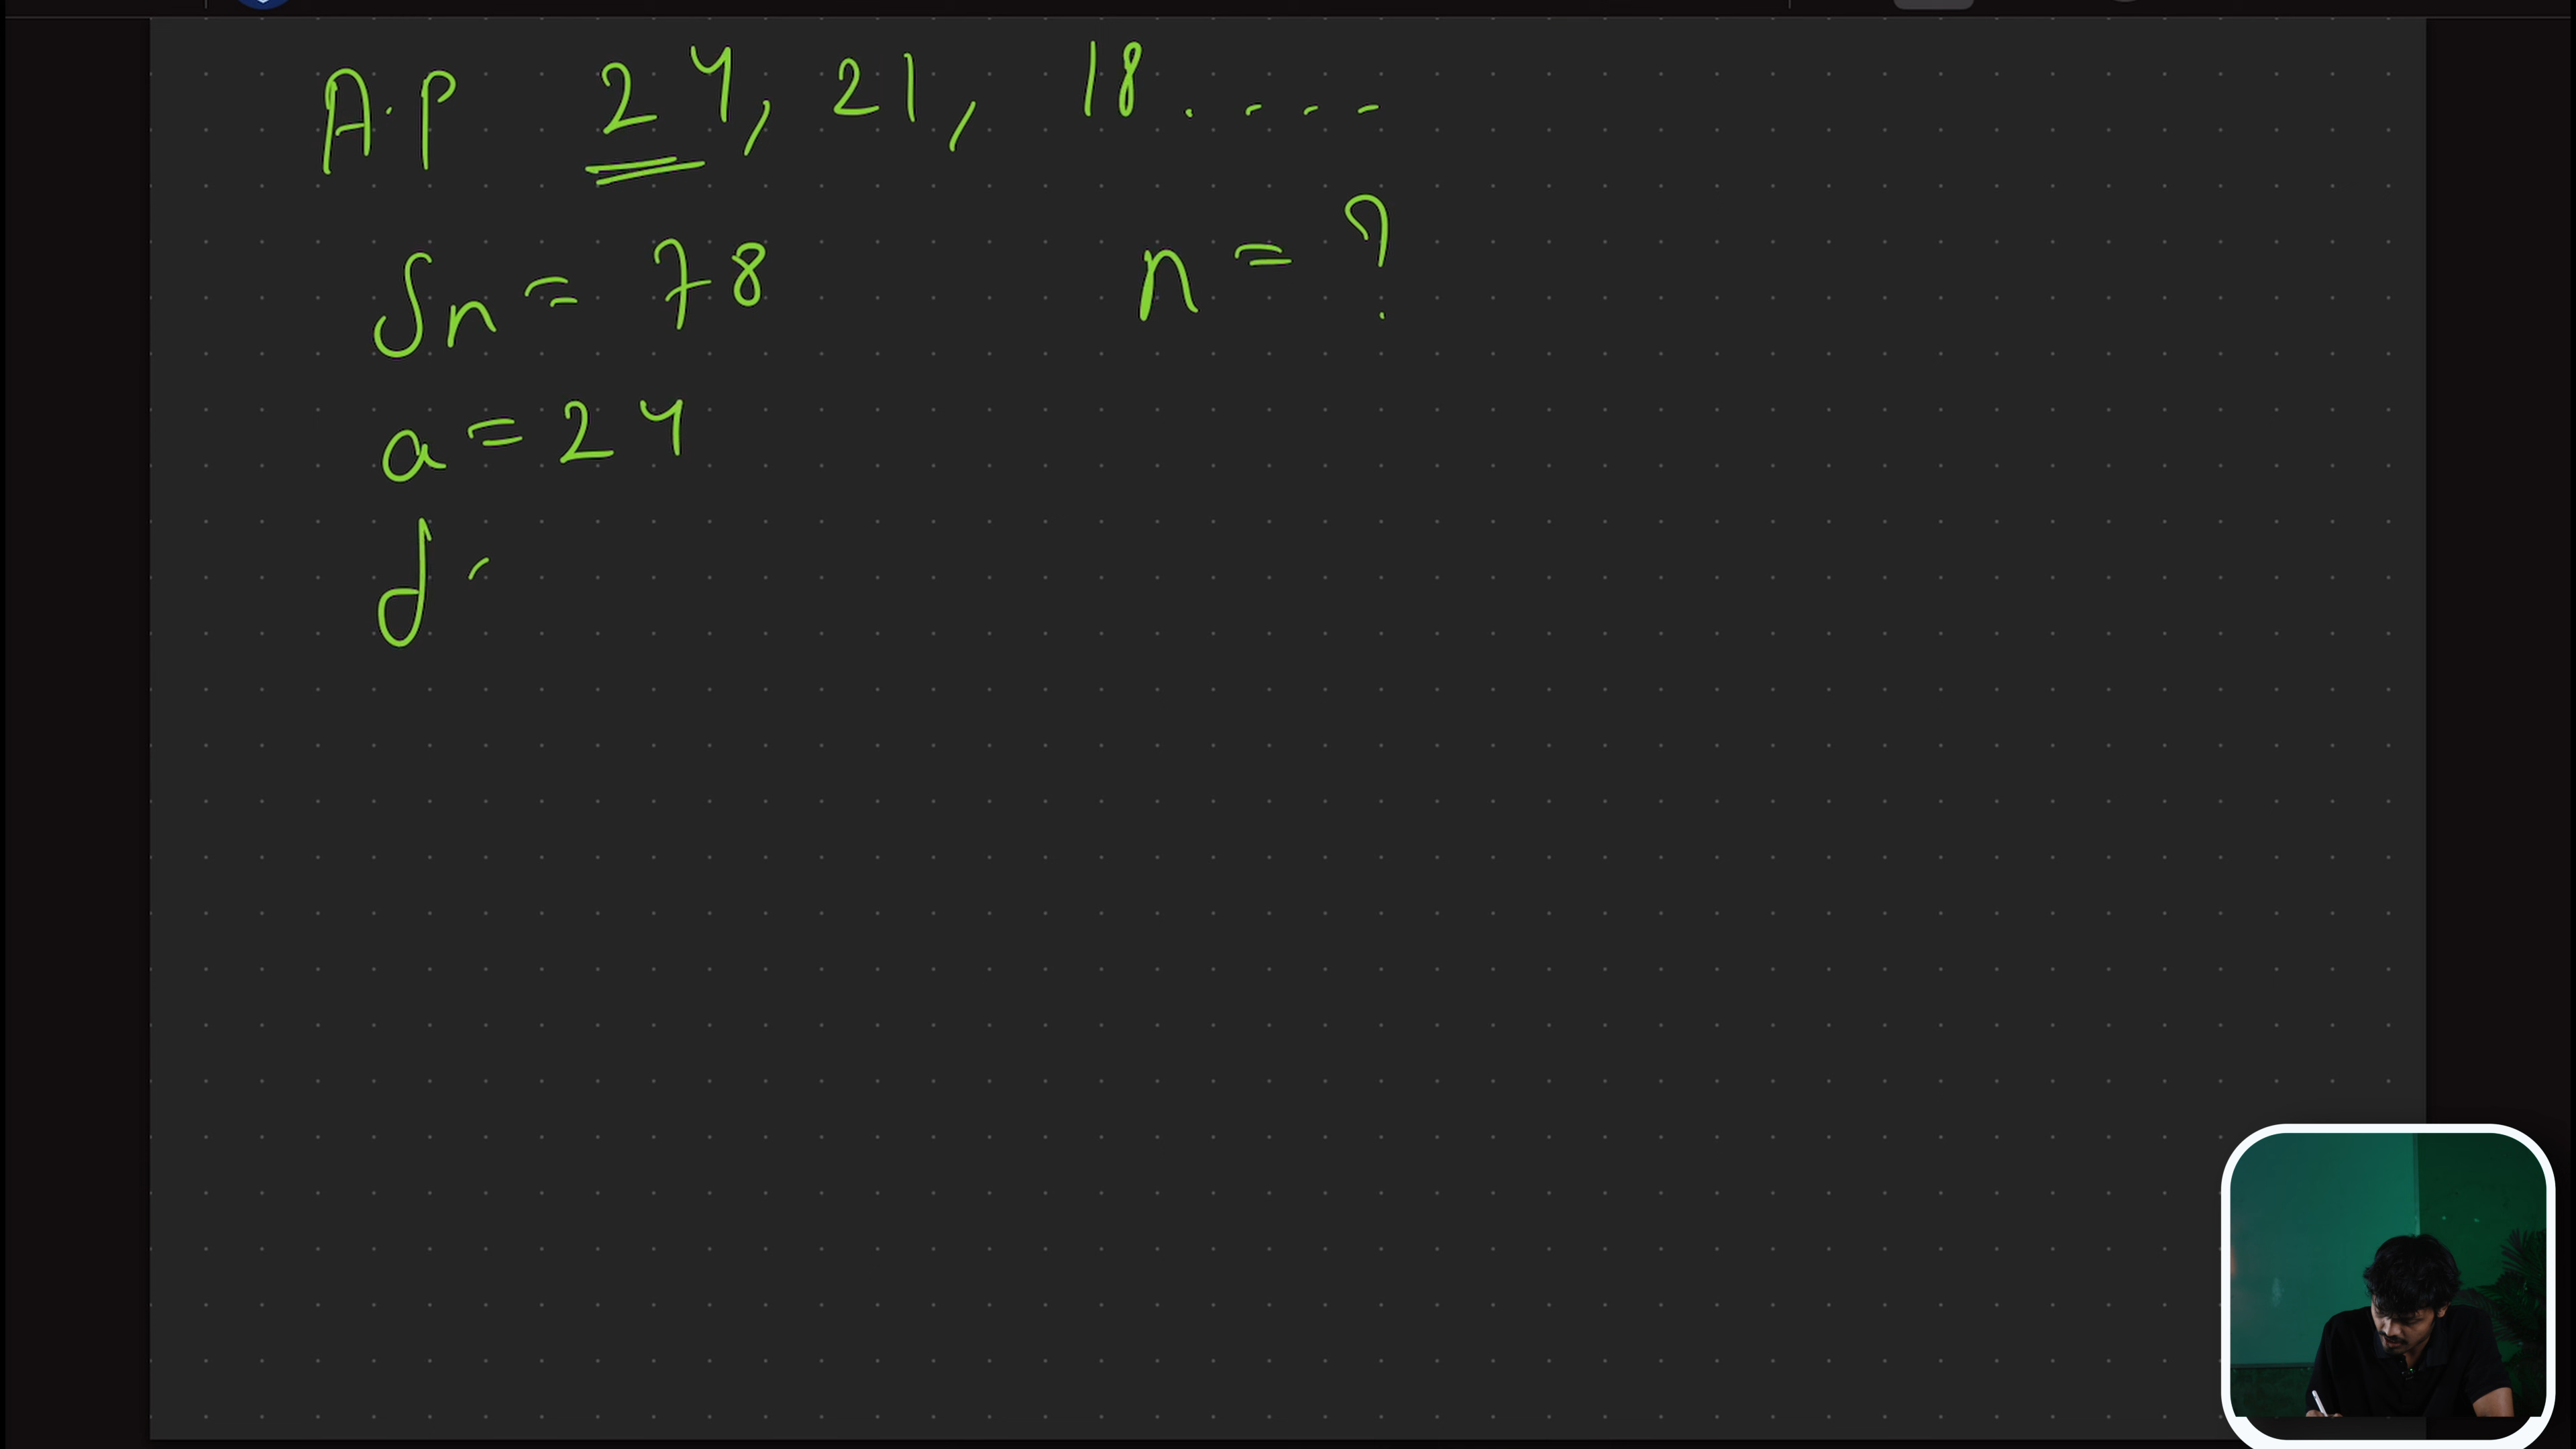 A.P 24, 21, 18....
Sn = 78 n = ?
a = 24
d -